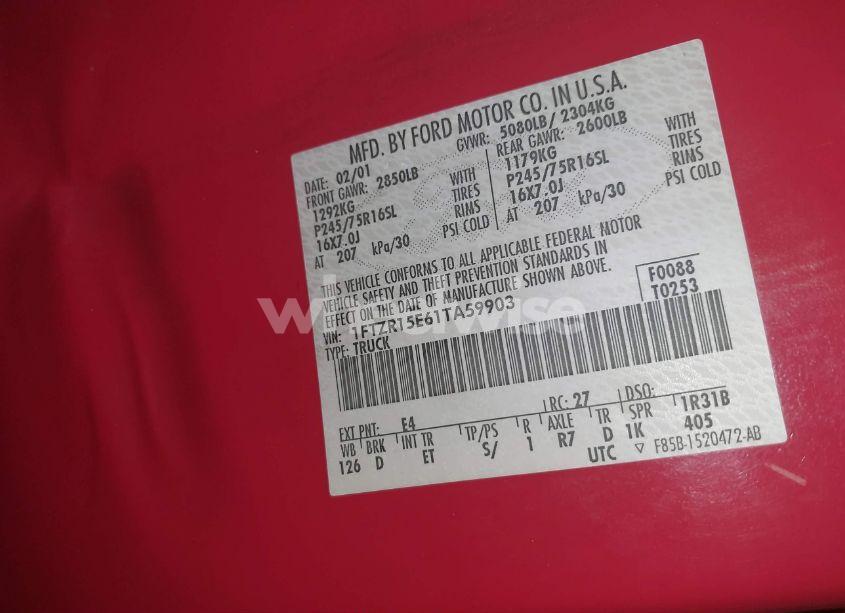 MFD. BY FORD MOTOR CO. IN U.S.A.
DATE: 02/01 GVWR: 5080LB/ 2304KG
FRONT GAWR: 2850LB REAR GAWR: 2600LB
1292KG WITH 1179KG WITH
P245/75R16SL TIRES P245/75R16SL TIRES
16X7.0J RIMS 16X7.0J RIMS
AT 207 kPa/30 PSI COLD AT 207 kPa/30 PSI COLD
THIS VEHICLE CONFORMS TO ALL APPLICABLE FEDERAL MOTOR
VEHICLE SAFETY AND THEFT PREVENTION STANDARDS IN
EFFECT ON THE DATE OF MANUFACTURE SHOWN ABOVE.
F0088
T0253
VIN: 1FTZR15E61TA59903
TYPE: TRUCK
EXT PNT: E4 RC: 27 DSO:
WB BRK INT TR TP/PS R AXLE TR SPR 1R31B
126 D ET S/ 1 R7 D 1K 405
UTC ▽ F85B-1520472-AB